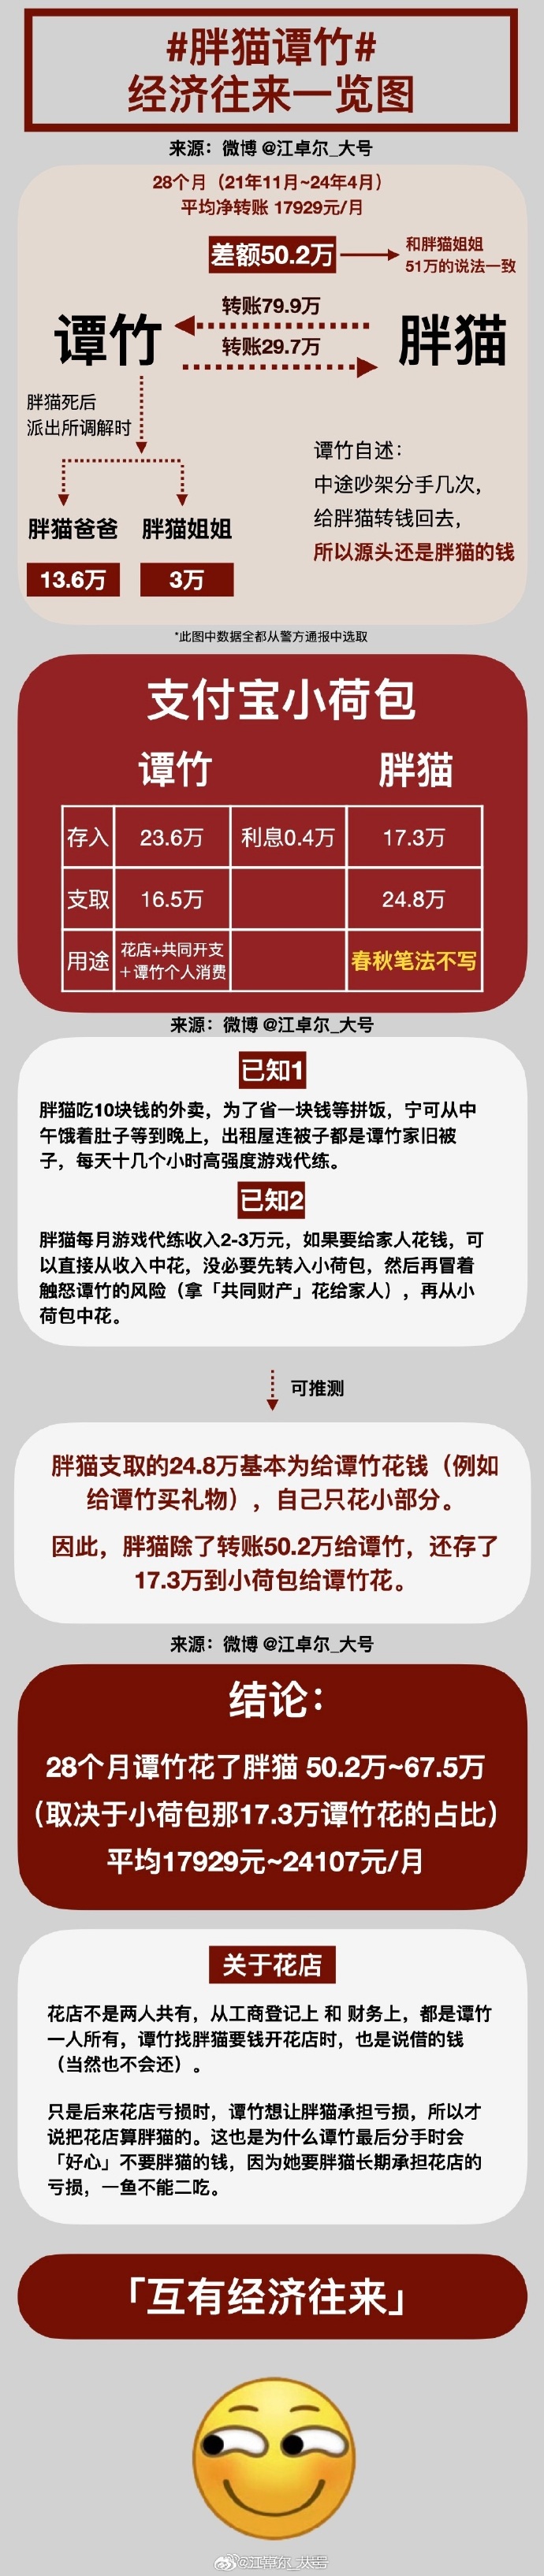 #胖猫谭竹#
经济往来一览图
来源：微博 @江卓尔_大号
28个月（21年11月~24年4月）
平均净转账 17929元/月
差额50.2万
和胖猫姐姐
51万的说法一致
转账79.9万
谭竹
胖猫
转账29.7万
胖猫死后
派出所调解时
胖猫爸爸
胖猫姐姐
13.6万
3万
谭竹自述：
中途吵架分手几次，
给胖猫转钱回去，
所以源头还是胖猫的钱
*此图中数据全都从警方通报中选取
支付宝小荷包
谭竹
胖猫
存入
23.6万
利息0.4万
17.3万
支取
16.5万
24.8万
用途
花店+共同开支
＋谭竹个人消费
春秋笔法不写
来源：微博 @江卓尔_大号
已知1
胖猫吃10块钱的外卖，为了省一块钱等拼饭，宁可从中
午饿着肚子等到晚上，出租屋连被子都是谭竹家旧被
子，每天十几个小时高强度游戏代练。
已知2
胖猫每月游戏代练收入2-3万元，如果要给家人花钱，可
以直接从收入中花，没必要先转入小荷包，然后再冒着
触怒谭竹的风险（拿「共同财产」花给家人），再从小
荷包中花。
可推测
胖猫支取的24.8万基本为给谭竹花钱（例如
给谭竹买礼物），自己只花小部分。
因此，胖猫除了转账50.2万给谭竹，还存了
17.3万到小荷包给谭竹花。
来源：微博 @江卓尔_大号
结论：
28个月谭竹花了胖猫 50.2万~67.5万
（取决于小荷包那17.3万谭竹花的占比）
平均17929元~24107元/月
关于花店
花店不是两人共有，从工商登记上 和 财务上，都是谭竹
一人所有，谭竹找胖猫要钱开花店时，也是说借的钱
（当然也不会还）。
只是后来花店亏损时，谭竹想让胖猫承担亏损，所以才
说把花店算胖猫的。这也是为什么谭竹最后分手时会
「好心」不要胖猫的钱，因为她要胖猫长期承担花店的
亏损，一鱼不能二吃。
「互有经济往来」
@江卓尔_大号